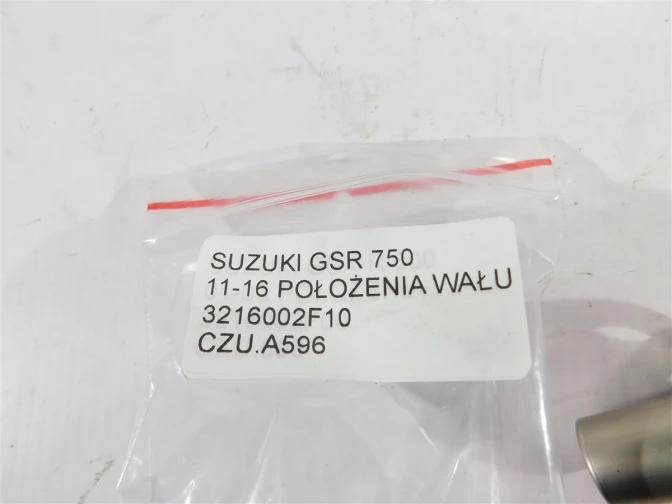 SUZUKI GSR 750
11-16 POŁOŻENIA WAŁU
3216002F10
CZU.A596